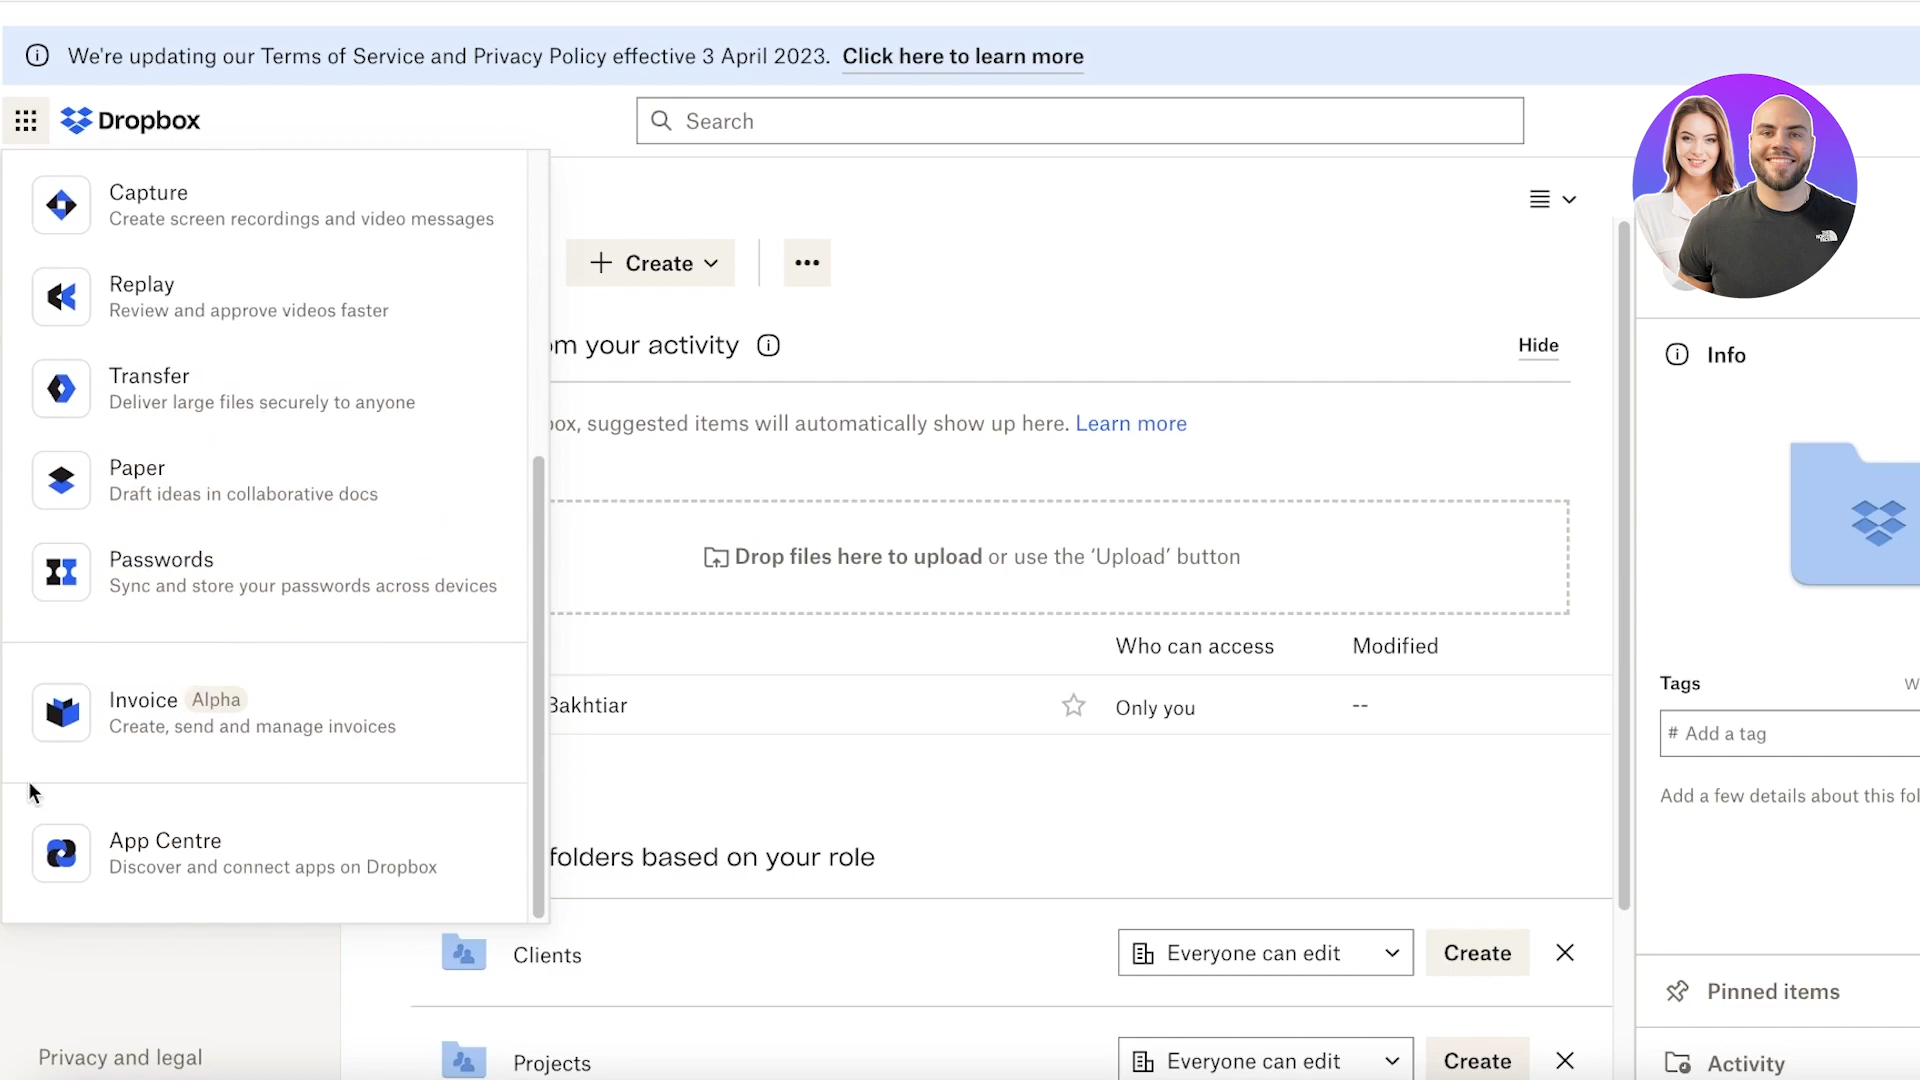 We're updating our Terms of Service and Privacy Policy effective 3 April 2023. Click here to learn more
Dropbox
Search
Capture
Create screen recordings and video messages
Replay
Review and approve videos faster
Transfer
Deliver large files securely to anyone
Paper
Draft ideas in collaborative docs
Passwords
Sync and store your passwords across devices
Invoice Alpha
Create, send and manage invoices
App Centre
Discover and connect apps on Dropbox
Privacy and legal
Create
om your activity
Hide
box, suggested items will automatically show up here. Learn more
Drop files here to upload or use the ‘Upload’ button
Who can access Modified
Bakhtiar Only you --
folders based on your role
Clients Everyone can edit Create
Projects Everyone can edit Create
Info
Tags W
# Add a tag
Add a few details about this fol
Pinned items
Activity